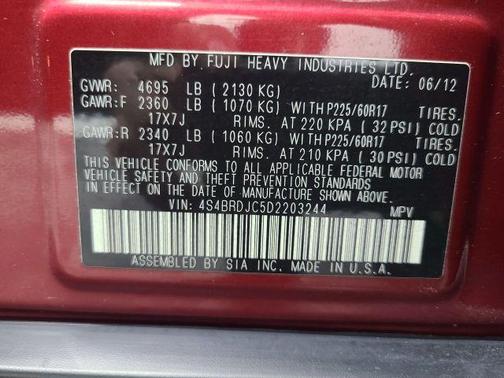 MFD BY FUJI HEAVY INDUSTRIES LTD. DATE: 06/12
GVWR: 4695 LB ( 2130 KG)
GAWR:F 2360 LB ( 1070 KG) WITH P225/60R17 TIRES.
17X7J RIMS. AT 220 KPA ( 32 PSI) COLD
GAWR:R 2340 LB ( 1060 KG) WITH P225/60R17 TIRES.
17X7J RIMS. AT 210 KPA ( 30 PSI) COLD
THIS VEHICLE CONFORMS TO ALL APPLICABLE FEDERAL MOTOR
VEHICLE SAFETY AND THEFT PREVENTION STANDARDS
IN EFFECT ON THE DATE OF MANUFACTURE SHOWN ABOVE
VIN: 4S4BRDJC5D2203244 MPV
ASSEMBLED BY SIA INC. MADE IN U.S.A.